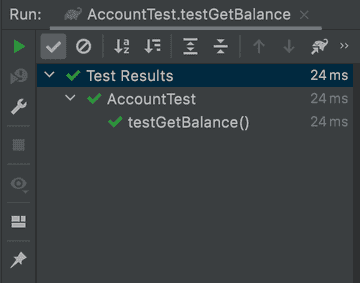 Run: AccountTest.testGetBalance
Test Results 24 ms
AccountTest 24 ms
testGetBalance() 24 ms